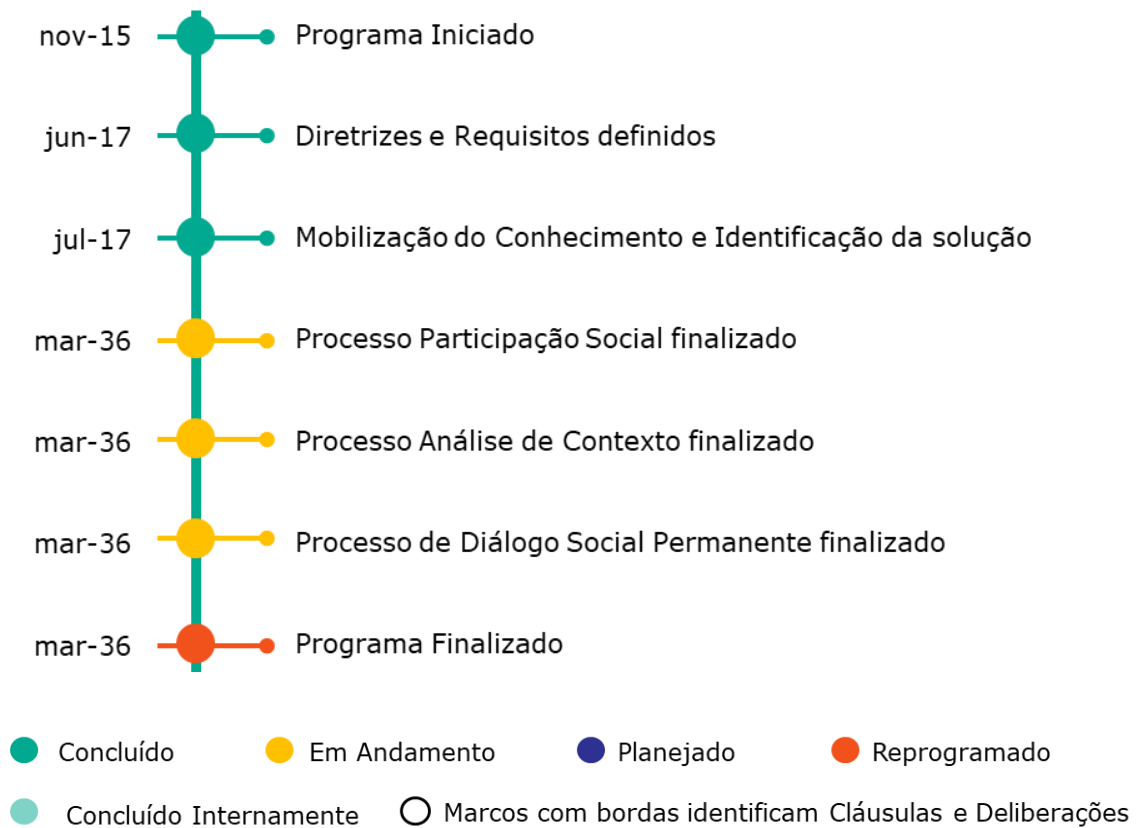 nov-15 Programa Iniciado
jun-17 Diretrizes e Requisitos definidos
jul-17 Mobilização do Conhecimento e Identificação da solução
mar-36 Processo Participação Social finalizado
mar-36 Processo Análise de Contexto finalizado
mar-36 Processo de Diálogo Social Permanente finalizado
mar-36 Programa Finalizado
Concluído Em Andamento Planejado Reprogramado
Concluído Internamente Marcos com bordas identificam Cláusulas e Deliberações